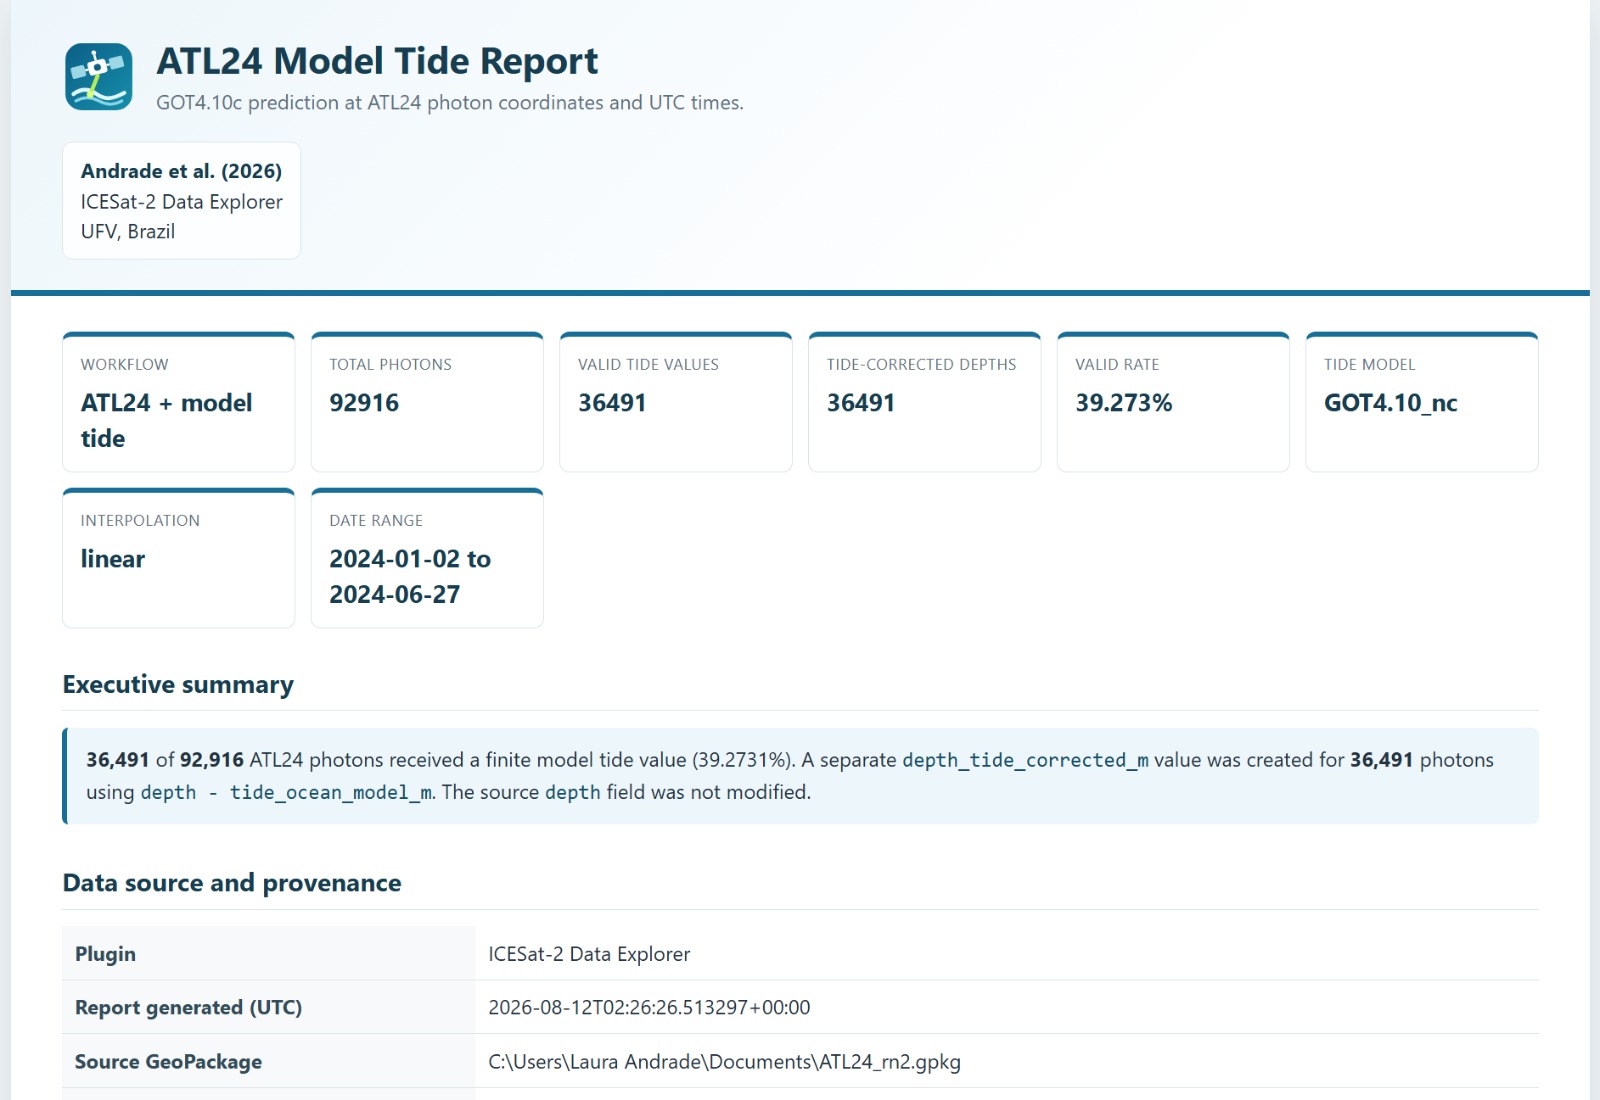 ATL24 Model Tide Report
GOT4.10c prediction at ATL24 photon coordinates and UTC times.
Andrade et al. (2026)
ICESat-2 Data Explorer
UFV, Brazil
WORKFLOW
ATL24 + model
tide
TOTAL PHOTONS
92916
VALID TIDE VALUES
36491
TIDE-CORRECTED DEPTHS
36491
VALID RATE
39.273%
TIDE MODEL
GOT4.10_nc
INTERPOLATION
linear
DATE RANGE
2024-01-02 to
2024-06-27
Executive summary
36,491 of 92,916 ATL24 photons received a finite model tide value (39.2731%). A separate depth_tide_corrected_m value was created for 36,491 photons
using depth - tide_ocean_model_m. The source depth field was not modified.
Data source and provenance
Plugin ICESat-2 Data Explorer
Report generated (UTC) 2026-08-12T02:26:26.513297+00:00
Source GeoPackage C:\Users\Laura Andrade\Documents\ATL24_rn2.gpkg